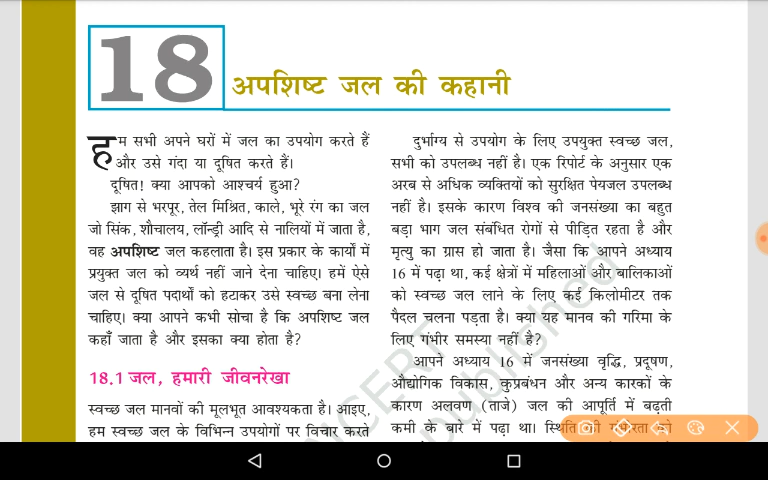 18
अपशिष्ट जल की कहानी
हम सभी अपने घरों में जल का उपयोग करते हैं
और उसे गंदा या दूषित करते हैं।
दूषित! क्या आपको आश्चर्य हुआ?
झाग से भरपूर, तेल मिश्रित, काले, भूरे रंग का जल
जो सिंक, शौचालय, लॉन्ड्री आदि से नालियों में जाता है,
वह अपशिष्ट जल कहलाता है। इस प्रकार के कार्यों में
प्रयुक्त जल को व्यर्थ नहीं जाने देना चाहिए। हमें ऐसे
जल से दूषित पदार्थों को हटाकर उसे स्वच्छ बना लेना
चाहिए। क्या आपने कभी सोचा है कि अपशिष्ट जल
कहाँ जाता है और इसका क्या होता है?
18.1 जल, हमारी जीवनरेखा
स्वच्छ जल मानवों की मूलभूत आवश्यकता है। आइए,
हम स्वच्छ जल के विभिन्न उपयोगों पर विचार करते
दुर्भाग्य से उपयोग के लिए उपयुक्त स्वच्छ जल,
सभी को उपलब्ध नहीं है। एक रिपोर्ट के अनुसार एक
अरब से अधिक व्यक्तियों को सुरक्षित पेयजल उपलब्ध
नहीं है। इसके कारण विश्व की जनसंख्या का बहुत
बड़ा भाग जल संबंधित रोगों से पीड़ित रहता है और
मृत्यु का ग्रास हो जाता है। जैसा कि आपने अध्याय
16 में पढ़ा था, कई क्षेत्रों में महिलाओं और बालिकाओं
को स्वच्छ जल लाने के लिए कई किलोमीटर तक
पैदल चलना पड़ता है। क्या यह मानव की गरिमा के
लिए गंभीर समस्या नहीं है?
आपने अध्याय 16 में जनसंख्या वृद्धि, प्रदूषण,
औद्योगिक विकास, कुप्रबंधन और अन्य कारकों के
कारण अलवण (ताजे) जल की आपूर्ति में बढ़ती
कमी के बारे में पढ़ा था। स्थिति की